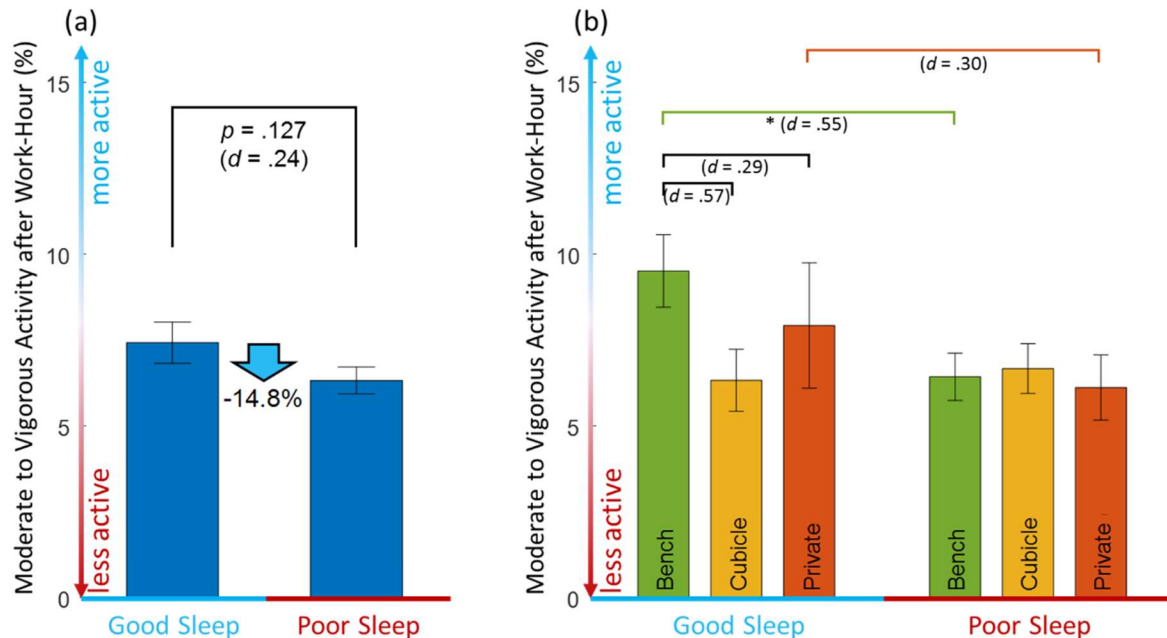 (a)
Moderate to Vigorous Activity after Work-Hour (%)
more active
less active
15
10
5
0
p = .127
(d = .24)
-14.8%
Good Sleep
Poor Sleep
(b)
Moderate to Vigorous Activity after Work-Hour (%)
more active
less active
15
10
5
0
(d = .30)
* (d = .55)
(d = .29)
(d = .57)
Bench
Cubicle
Private
Bench
Cubicle
Private
Good Sleep
Poor Sleep